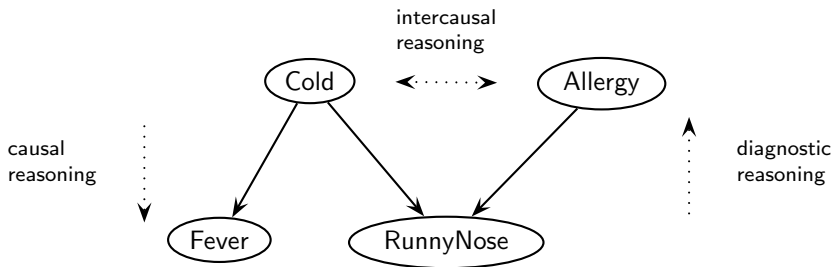 intercausal
reasoning
Cold
Allergy
causal
reasoning
diagnostic
reasoning
Fever
RunnyNose